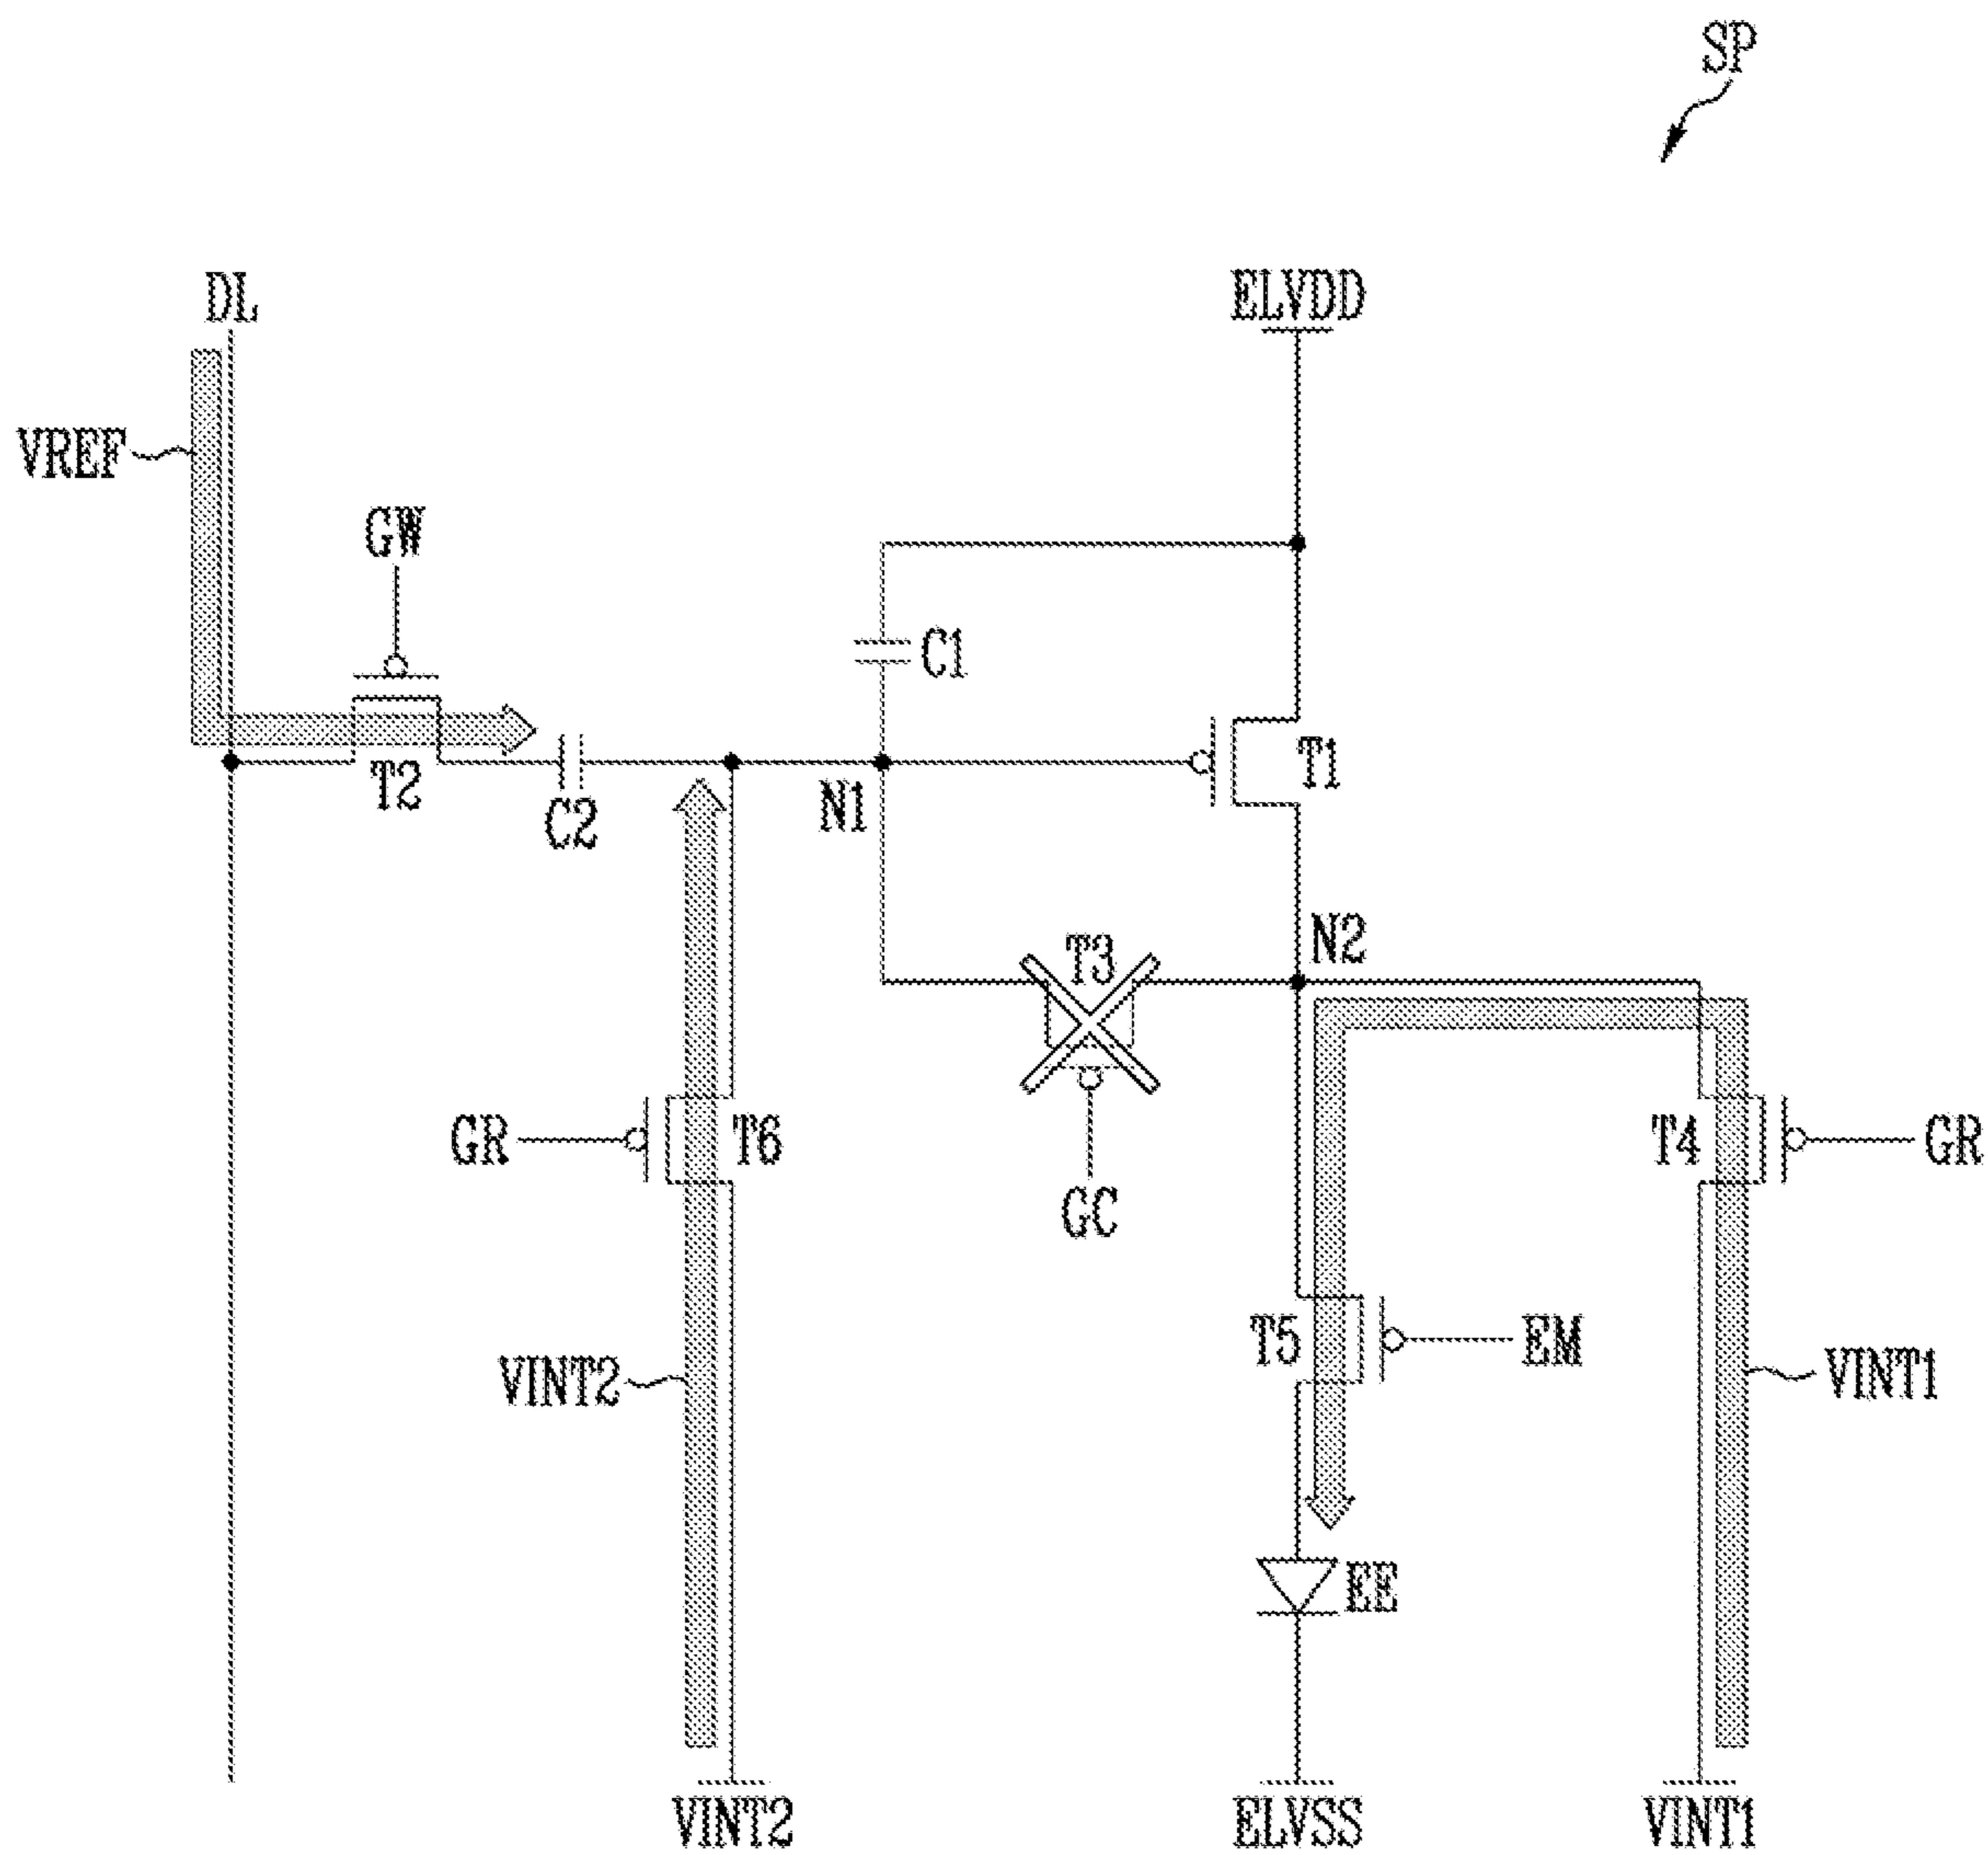 SP
DL
ELVDD
VREF
GW
C1
T1
T2
C2
N1
N2
T3
GR
T6
T4
GR
GC
T5
EM
VINT2
VINT1
EE
VINT2
ELVSS
VINT1